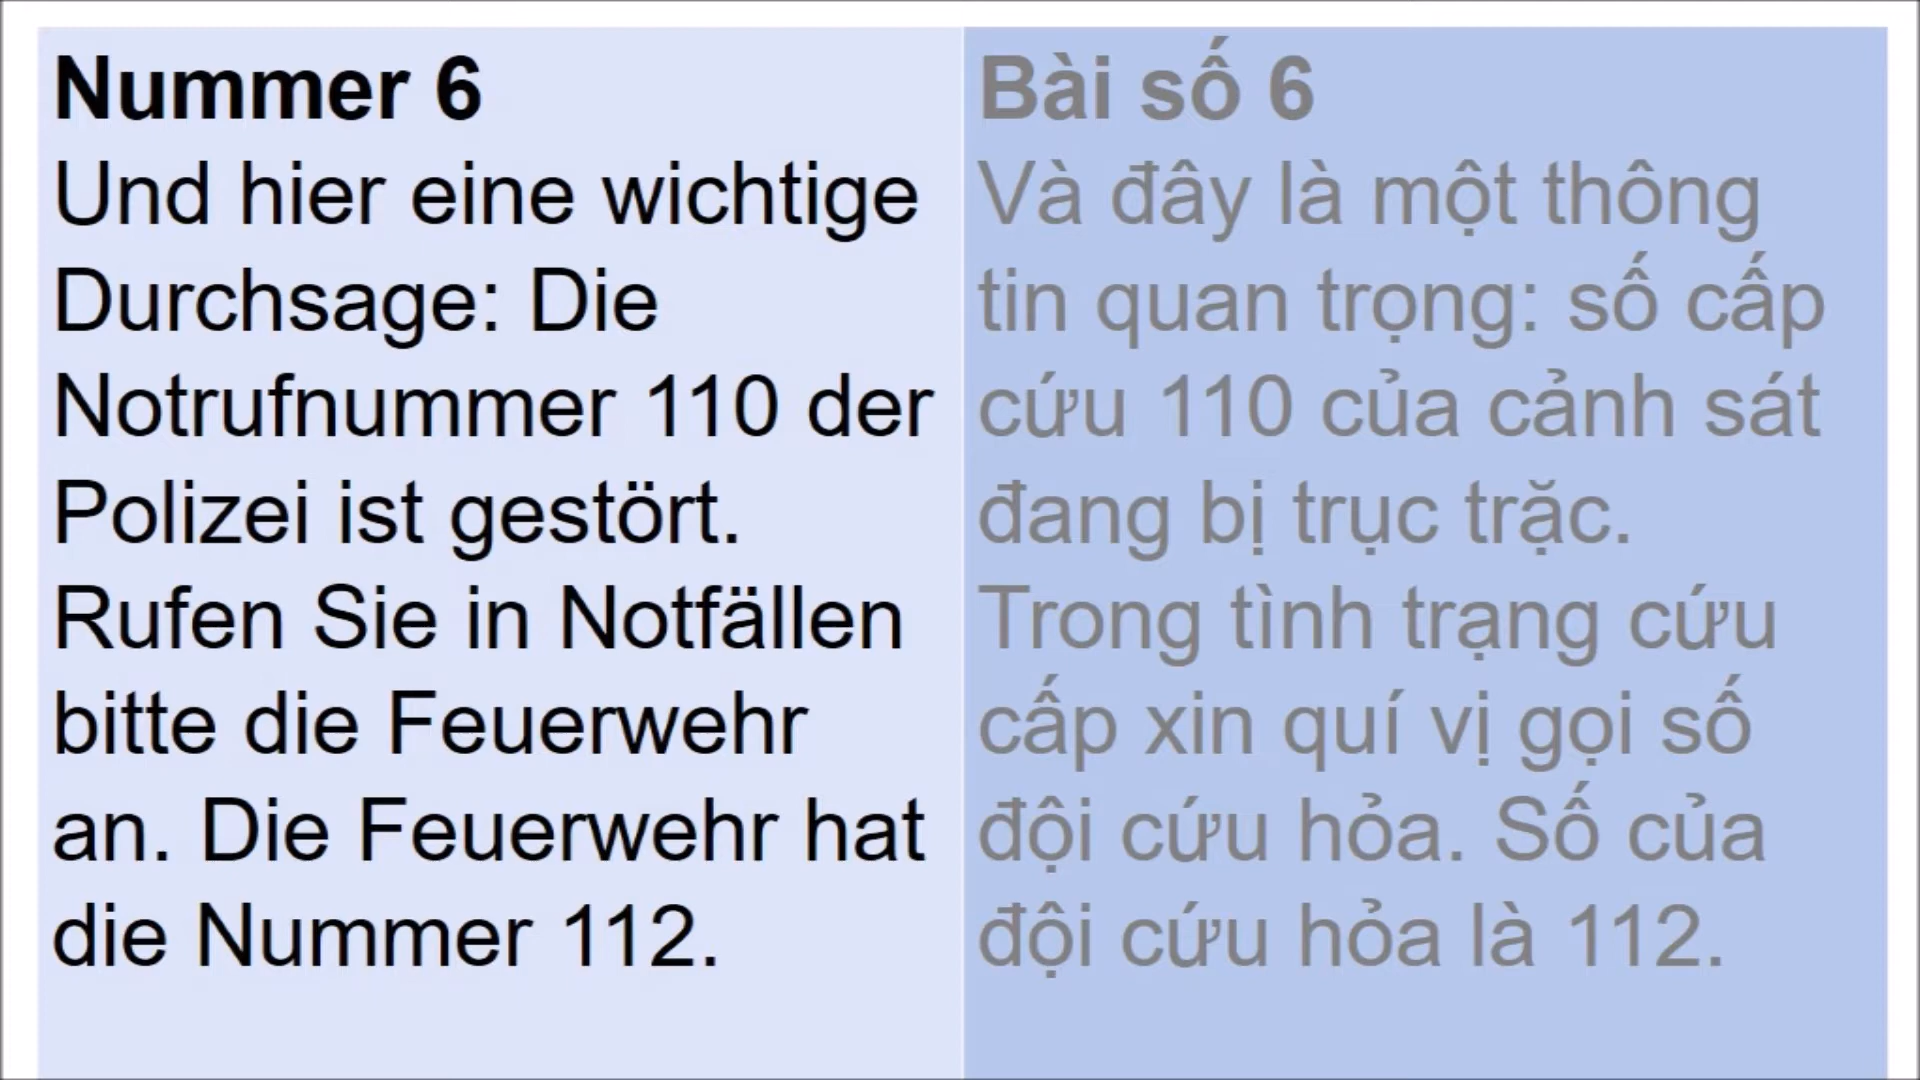 Nummer 6
Und hier eine wichtige
Durchsage: Die
Notrufnummer 110 der
Polizei ist gestört.
Rufen Sie in Notfällen
bitte die Feuerwehr
an. Die Feuerwehr hat
die Nummer 112.
Bài số 6
Và đây là một thông
tin quan trọng: số cấp
cứu 110 của cảnh sát
đang bị trục trặc.
Trong tình trạng cứu
cấp xin quí vị gọi số
đội cứu hỏa. Số của
đội cứu hỏa là 112.